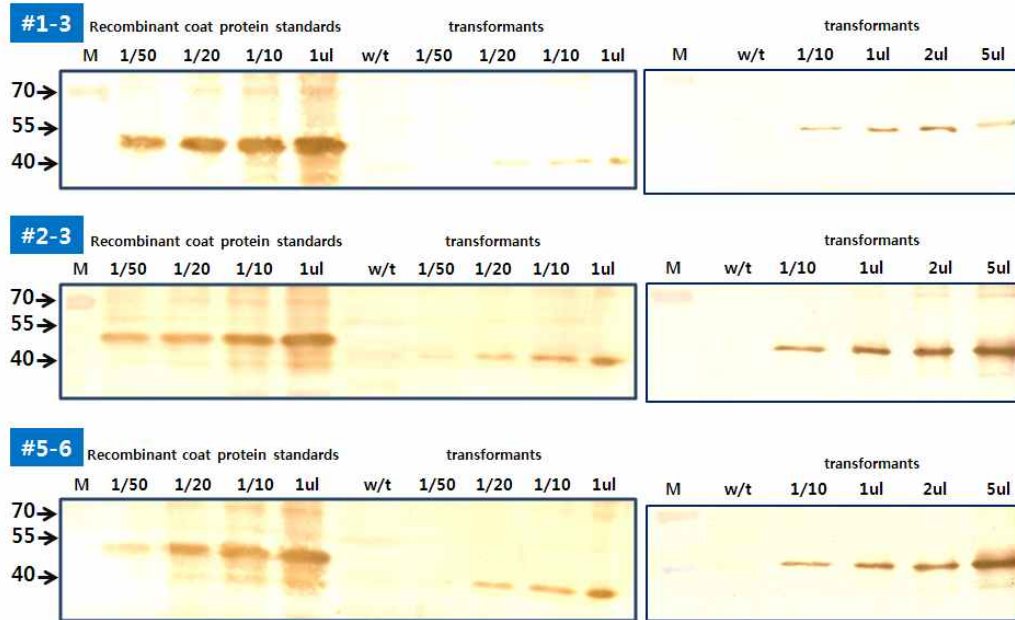 #1-3
Recombinant coat protein standards transformants transformants
M 1/50 1/20 1/10 1ul w/t 1/50 1/20 1/10 1ul M w/t 1/10 1ul 2ul 5ul
70
55
40
#2-3
Recombinant coat protein standards transformants transformants
M 1/50 1/20 1/10 1ul w/t 1/50 1/20 1/10 1ul M w/t 1/10 1ul 2ul 5ul
70
55
40
#5-6
Recombinant coat protein standards transformants transformants
M 1/50 1/20 1/10 1ul w/t 1/50 1/20 1/10 1ul M w/t 1/10 1ul 2ul 5ul
70
55
40